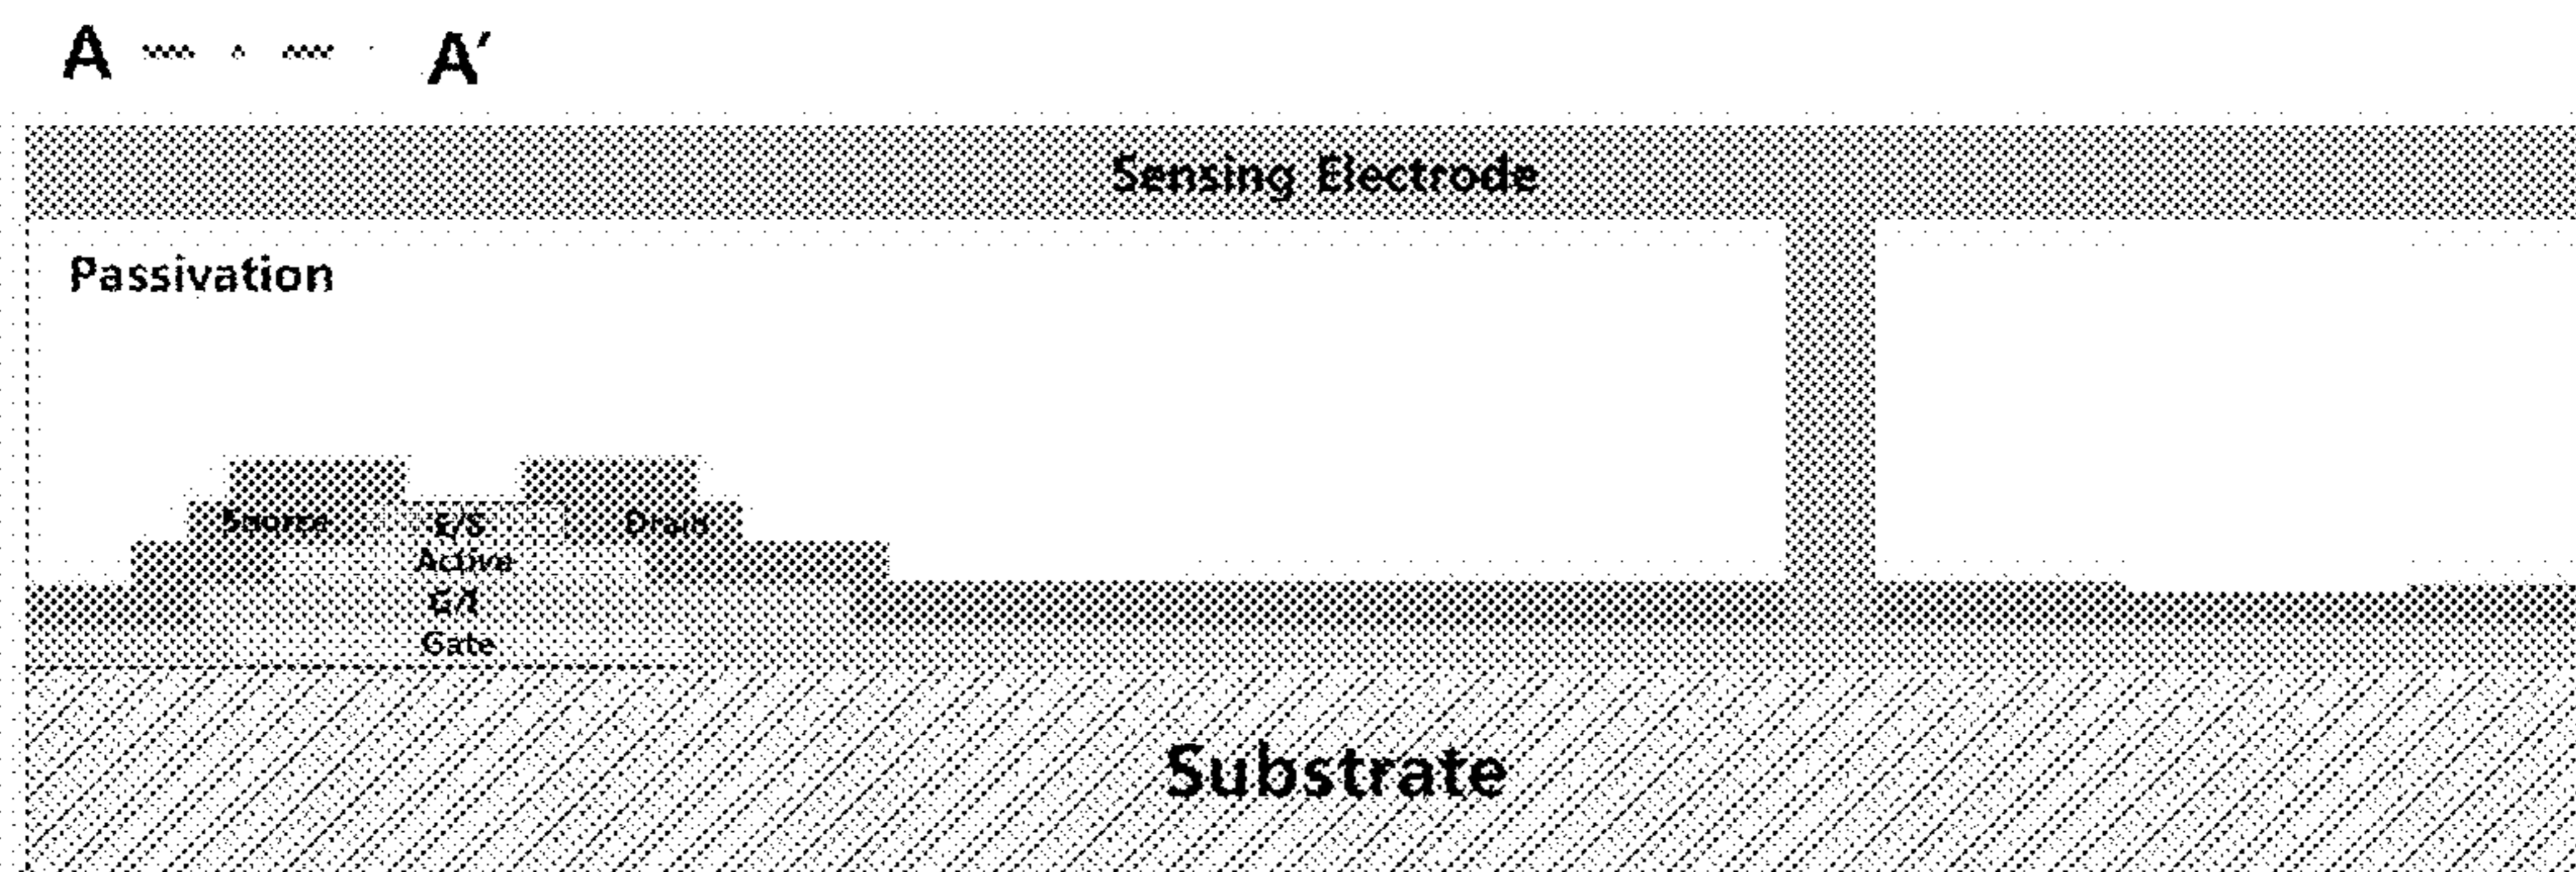 A A′
Sensing Electrode
Passivation
Source E/S Drain
Active
G/I
Gate
Substrate